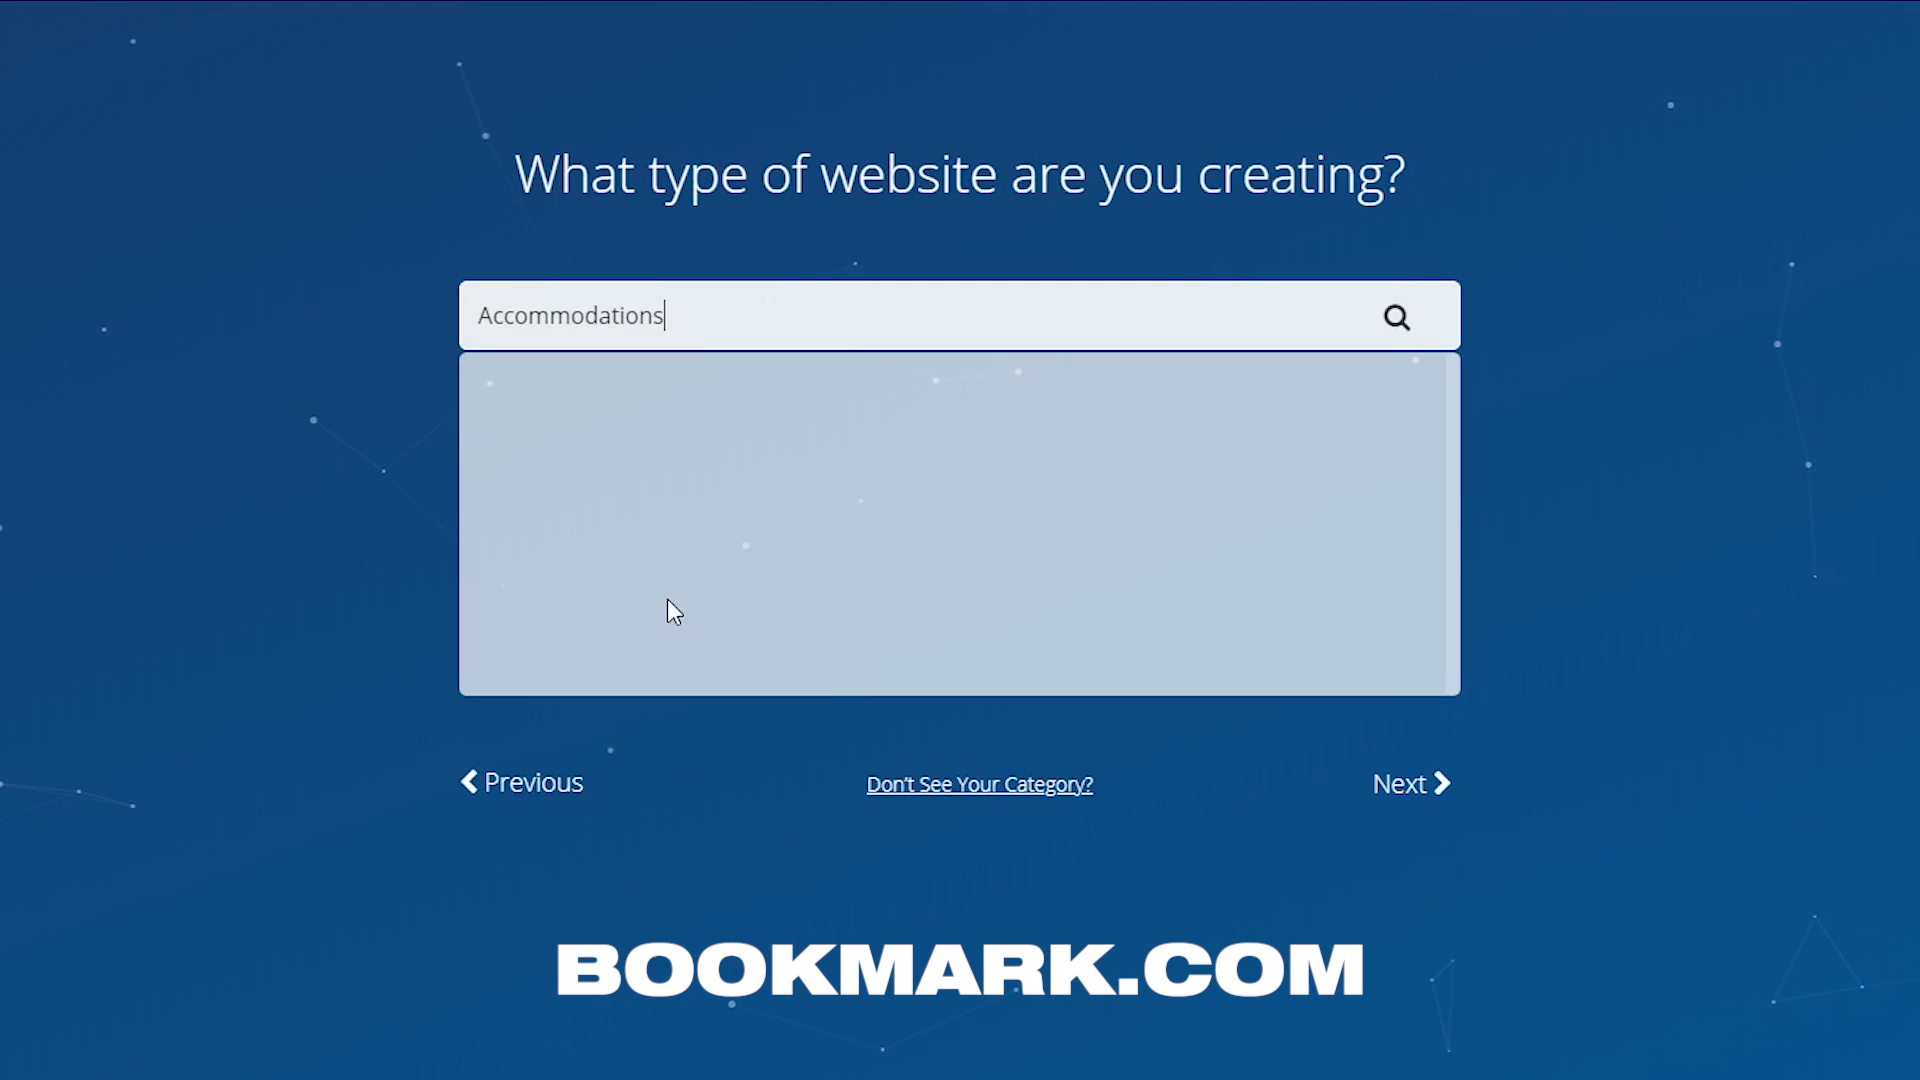 What type of website are you creating?
Accommodations
Previous
Don't See Your Category?
Next
BOOKMARK.COM